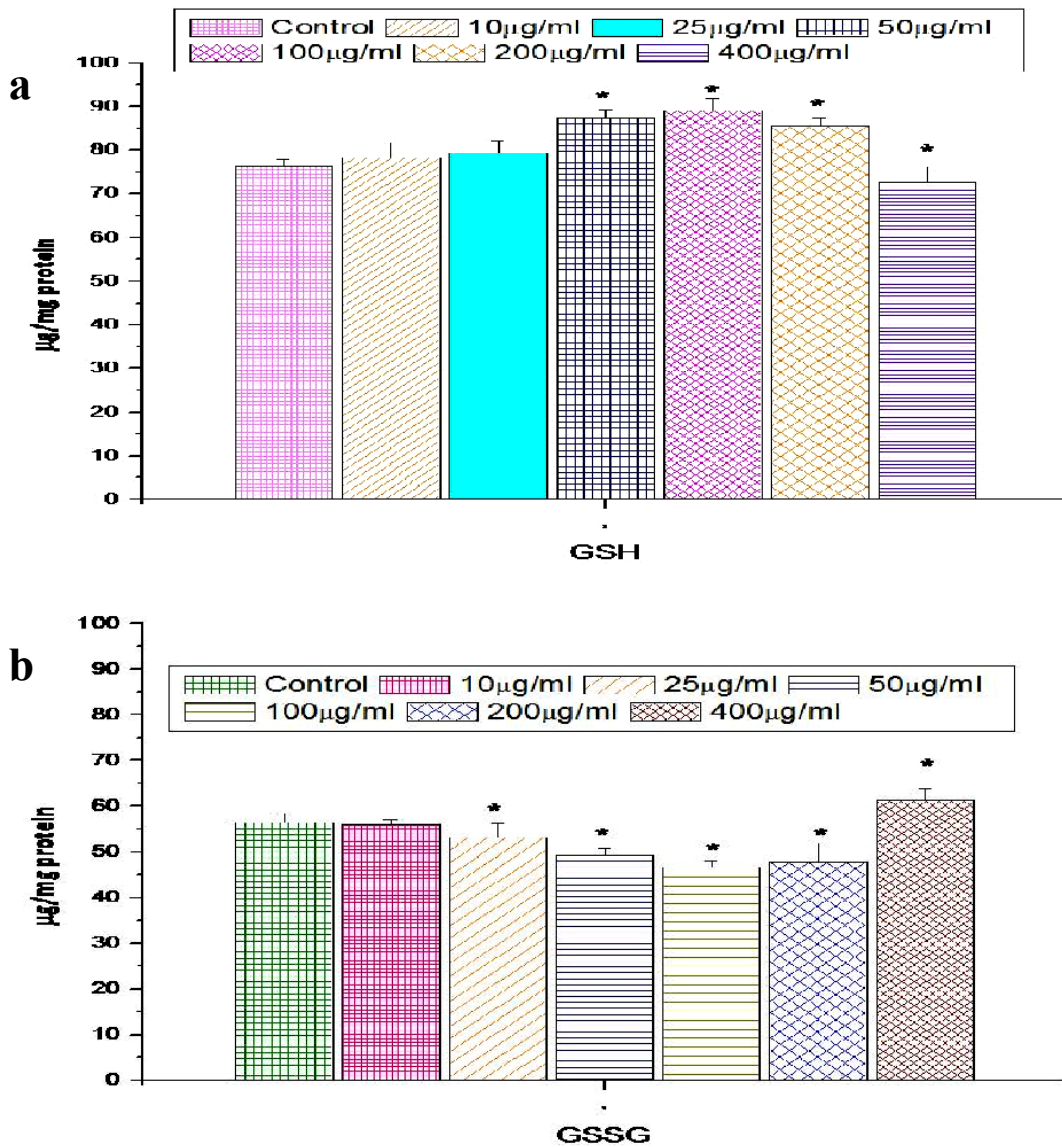 Control 10μg/ml 25μg/ml 50μg/ml
100μg/ml 200μg/ml 400μg/ml
a
100
90
80
70
60
50
40
30
20
10
0
μg/mg protein
* * * *
GSH
b
100
90
80
70
60
50
40
30
20
10
0
μg/mg protein
Control 10μg/ml 25μg/ml 50μg/ml
100μg/ml 200μg/ml 400μg/ml
* * * * *
GSSG